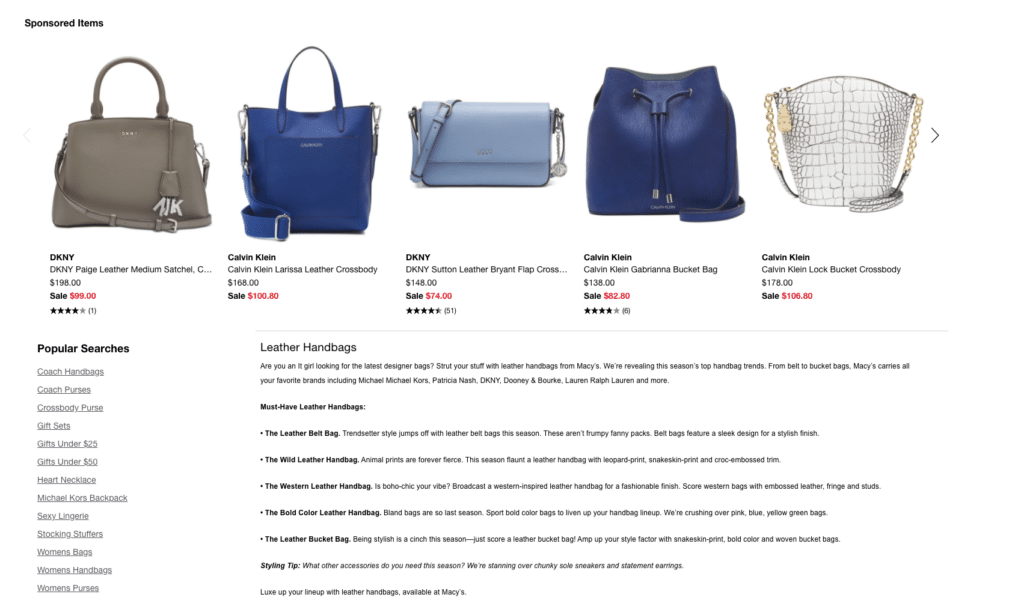 Sponsored Items
DKNY
CALVIN KLEIN
DKNY
CALVIN KLEIN
DKNY
DKNY Paige Leather Medium Satchel, C...
$198.00
Sale $99.00
(1)
Calvin Klein
Calvin Klein Larissa Leather Crossbody
$168.00
Sale $100.80
DKNY
DKNY Sutton Leather Bryant Flap Cross...
$148.00
Sale $74.00
(51)
Calvin Klein
Calvin Klein Gabrianna Bucket Bag
$138.00
Sale $82.80
(6)
Calvin Klein
Calvin Klein Lock Bucket Crossbody
$178.00
Sale $106.80
Popular Searches
Coach Handbags
Coach Purses
Crossbody Purse
Gift Sets
Gifts Under $25
Gifts Under $50
Heart Necklace
Michael Kors Backpack
Sexy Lingerie
Stocking Stuffers
Womens Bags
Womens Handbags
Womens Purses
Leather Handbags
Are you an It girl looking for the latest designer bags? Strut your stuff with leather handbags from Macy's. We're revealing this season's top handbag trends. From belt to bucket bags, Macy's carries all
your favorite brands including Michael Michael Kors, Patricia Nash, DKNY, Dooney & Bourke, Lauren Ralph Lauren and more.
Must-Have Leather Handbags:
• The Leather Belt Bag. Trendsetter style jumps off with leather belt bags this season. These aren't frumpy fanny packs. Belt bags feature a sleek design for a stylish finish.
• The Wild Leather Handbag. Animal prints are forever fierce. This season flaunt a leather handbag with leopard-print, snakeskin-print and croc-embossed trim.
• The Western Leather Handbag. Is boho-chic your vibe? Broadcast a western-inspired leather handbag for a fashionable finish. Score western bags with embossed leather, fringe and studs.
• The Bold Color Leather Handbag. Bland bags are so last season. Sport bold color bags to liven up your handbag lineup. We're crushing over pink, blue, yellow green bags.
• The Leather Bucket Bag. Being stylish is a cinch this season—just score a leather bucket bag! Amp up your style factor with snakeskin-print, bold color and woven bucket bags.
Styling Tip: What other accessories do you need this season? We're stanning over chunky sole sneakers and statement earrings.
Luxe up your lineup with leather handbags, available at Macy's.